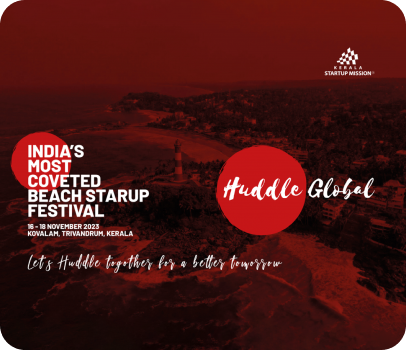 KERALA
STARTUP MISSION
INDIA'S
MOST
COVETED
BEACH STARUP
FESTIVAL
16 - 18 NOVEMBER 2023
KOVALAM, TRIVANDRUM, KERALA
Huddle Global
Let's Huddle together for a better tomorrow